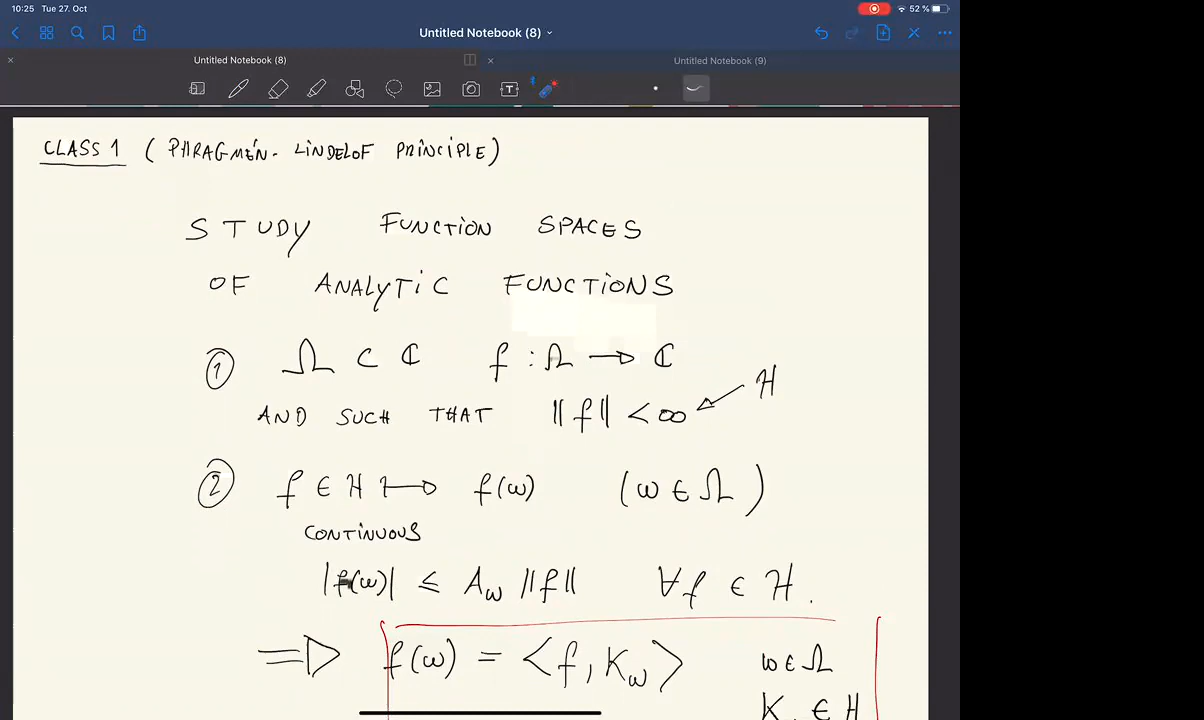 10:25 Tue 27. Oct
52 %
Untitled Notebook (8)
Untitled Notebook (8)
Untitled Notebook (9)
T
CLASS 1 ( PHRAGMÉN - LINDELOF PRINCIPLE )
STUDY FUNCTION SPACES
OF ANALYTIC FUNCTIONS
① Ω ⊂ ℂ f : Ω → ℂ
AND SUCH THAT ‖f‖ < ∞ ← H
② f ∈ H ↦ f(w) (w ∈ Ω)
CONTINUOUS
|f(w)| ≤ A_w ‖f‖ ∀f ∈ H.
⟹ f(w) = <f, K_w> w ∈ Ω
K ∈ H